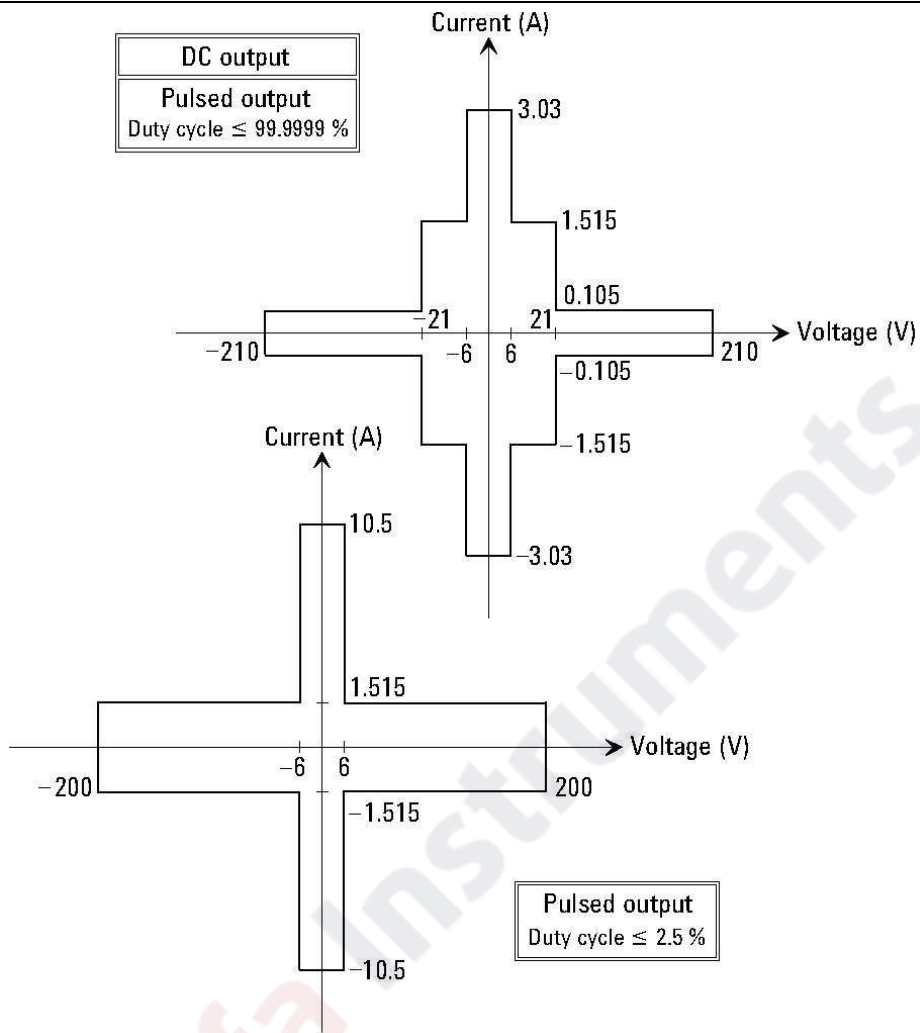 Current (A)
DC output
Pulsed output
Duty cycle ≤ 99.9999 %
3.03
1.515
0.105
−21
21
Voltage (V)
−210
−6
6
210
−0.105
−1.515
−3.03
Current (A)
10.5
1.515
Voltage (V)
−6
6
−200
200
−1.515
Pulsed output
Duty cycle ≤ 2.5 %
−10.5
fa Instruments